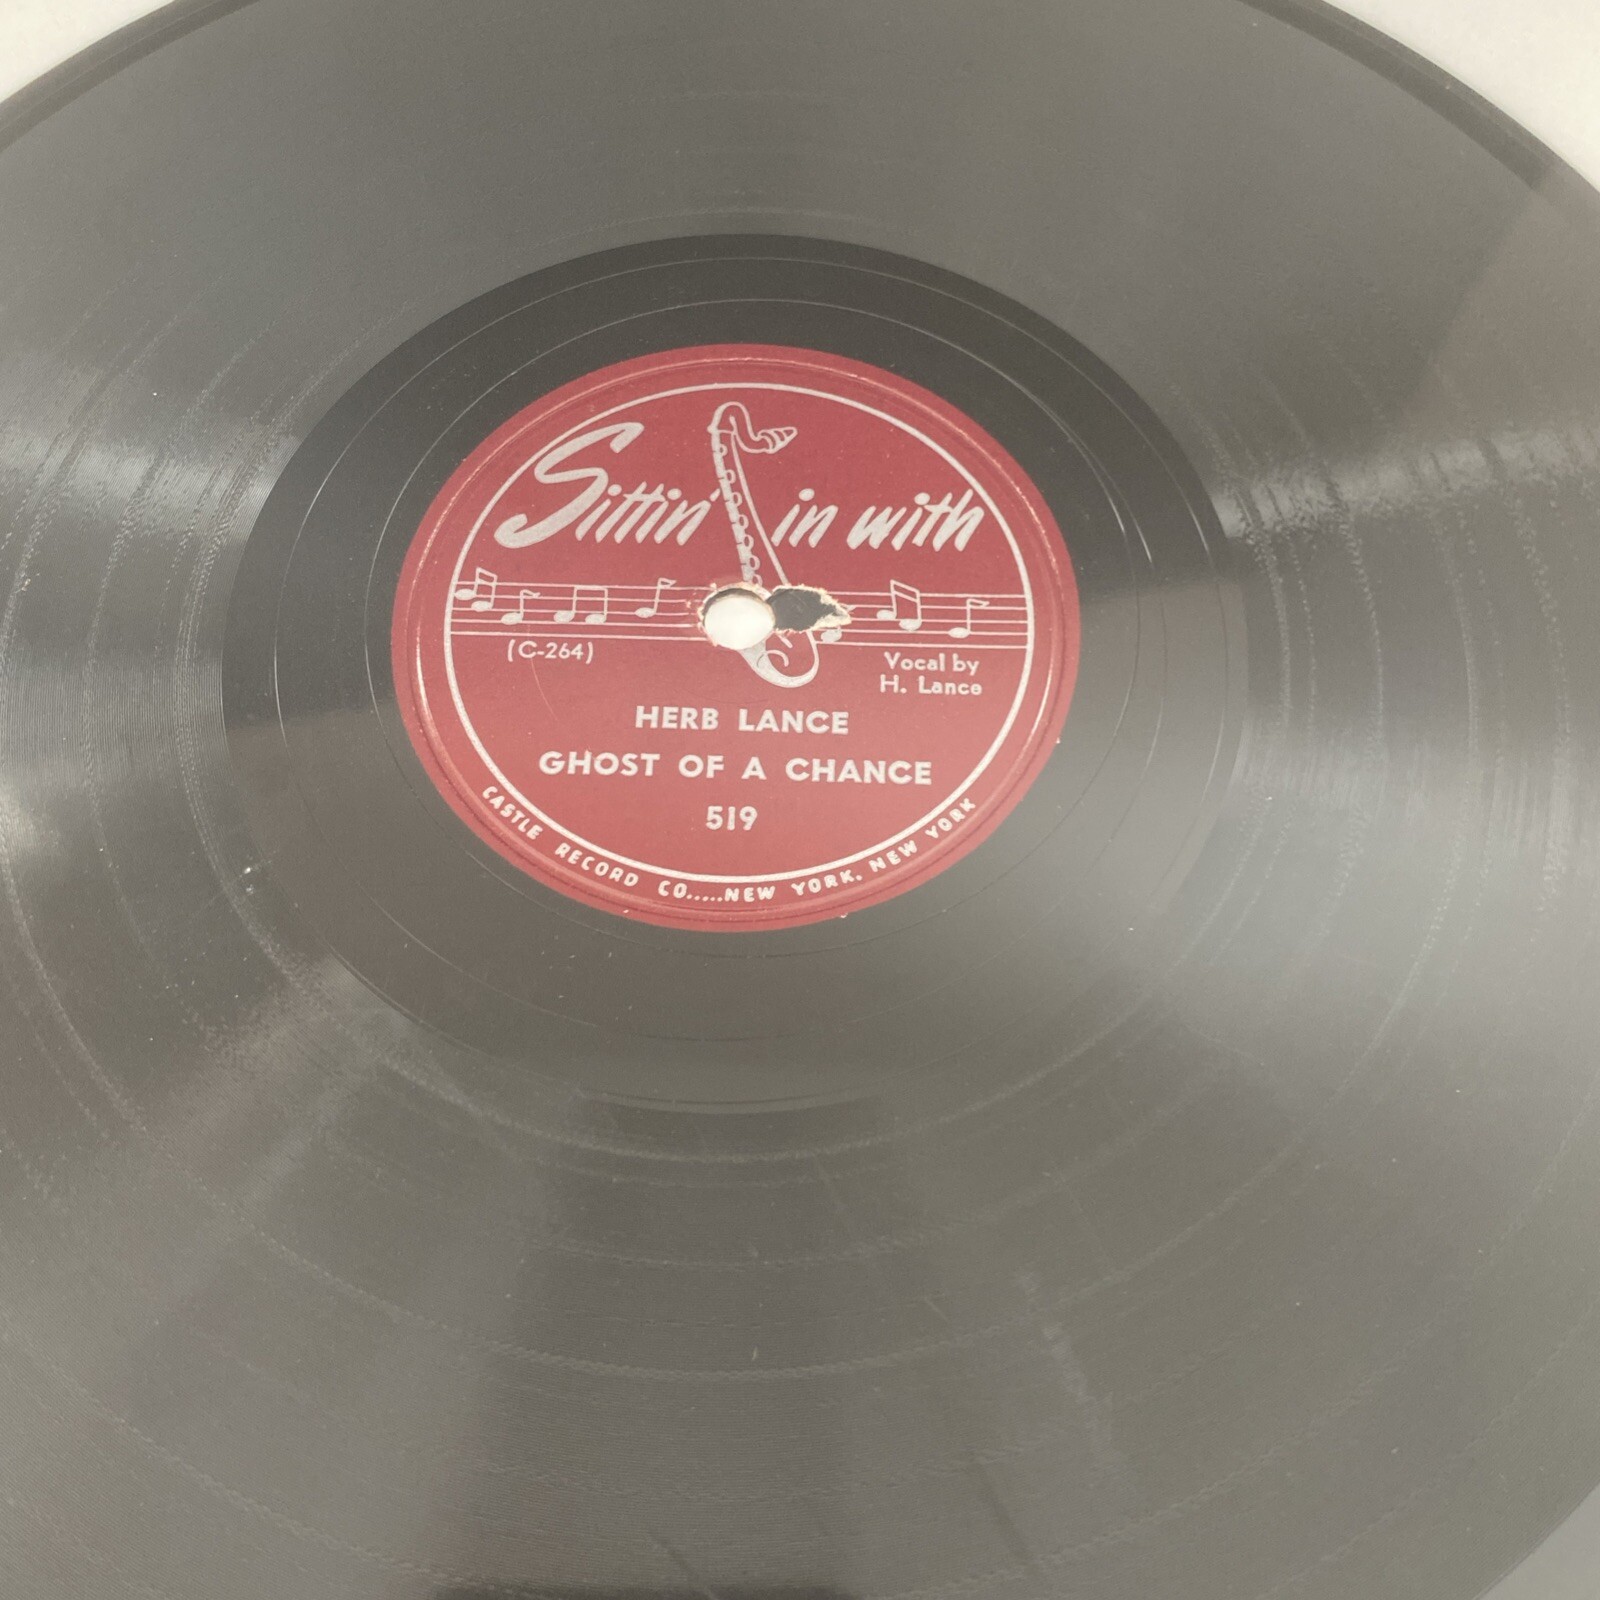 Sittin' in with
(C-264)
Vocal by
H. Lance
HERB LANCE
GHOST OF A CHANCE
519
CASTLE RECORD CO.....NEW YORK, NEW YORK